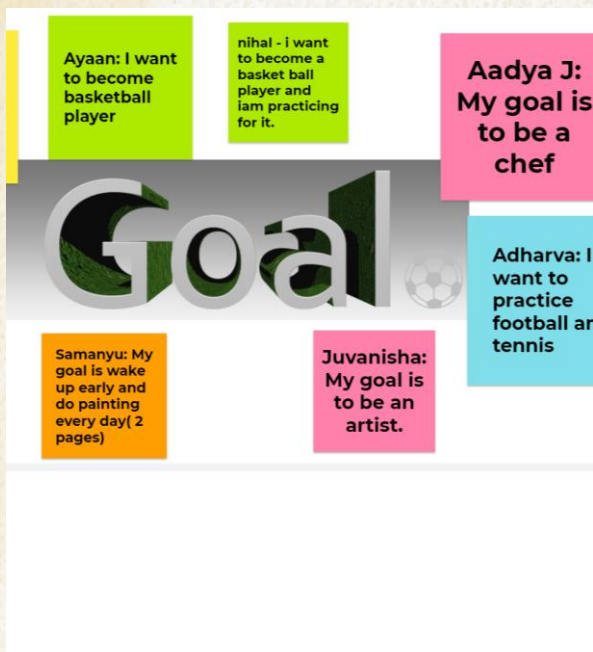 Ayaan: I want
to become
basketball
player
nihal - i want
to become a
basket ball
player and
iam practicing
for it.
Aadya J:
My goal is
to be a
chef
Goal
Adharva: I
want to
practice
football
tennis
Samanyu: My
goal is wake
up early and
do painting
every day( 2
pages)
Juvanisha:
My goal is
to be an
artist.